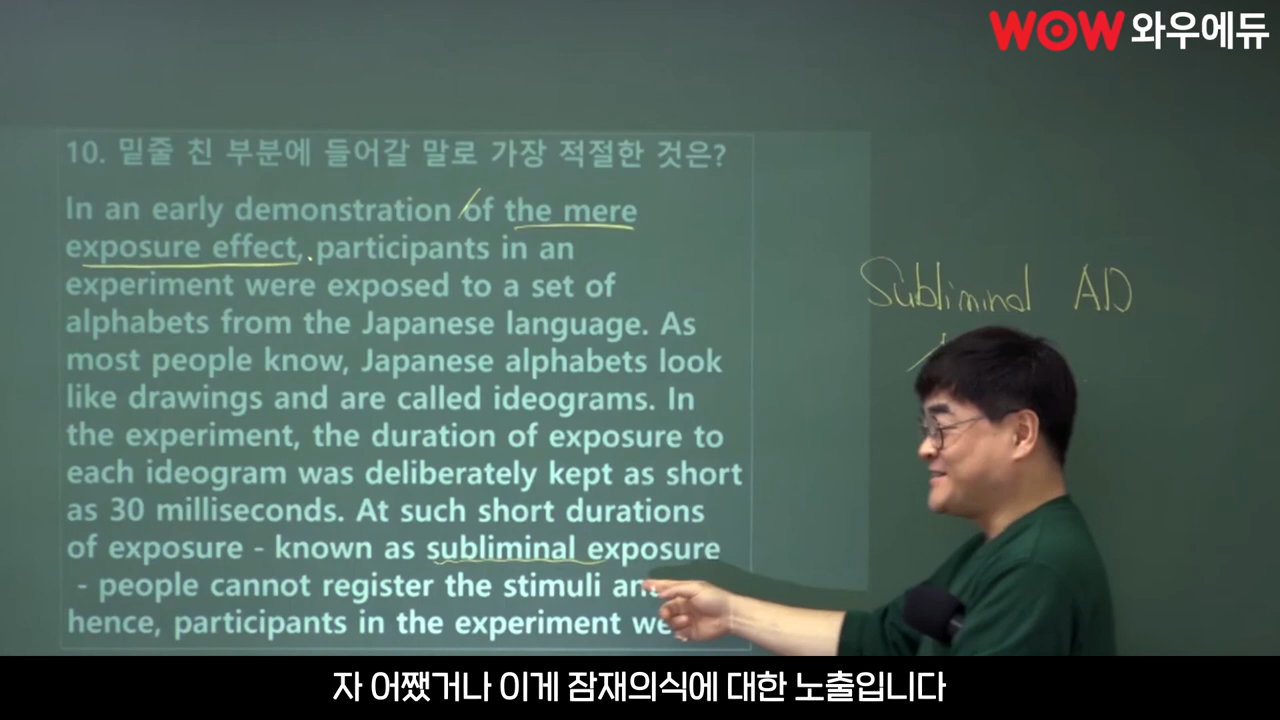 WOW 와우에듀
10. 밑줄 친 부분에 들어갈 말로 가장 적절한 것은?
In an early demonstration of the mere
exposure effect, participants in an
experiment were exposed to a set of
alphabets from the Japanese language. As
most people know, Japanese alphabets look
like drawings and are called ideograms. In
the experiment, the duration of exposure to
each ideogram was deliberately kept as short
as 30 milliseconds. At such short durations
of exposure - known as subliminal exposure
- people cannot register the stimuli
hence, participants in the experiment
Subliminal AD
자 어쨌거나 이게 잠재의식에 대한 노출입니다